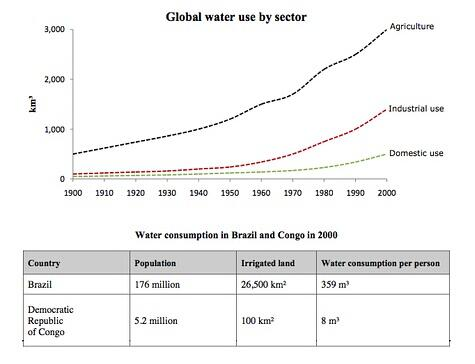 Global water use by sector
3,000
2,000
1,000
0
km³
Agriculture
Industrial use
Domestic use
1900 1910 1920 1930 1940 1950 1960 1970 1980 1990 2000
Water consumption in Brazil and Congo in 2000
Country Population Irrigated land Water consumption per person
Brazil 176 million 26,500 km² 359 m³
Democratic
Republic
of Congo 5.2 million 100 km² 8 m³